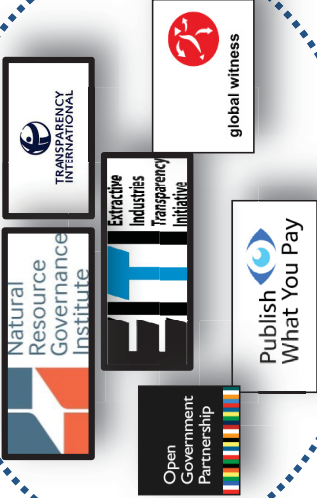 TRANSPARENCY
INTERNATIONAL
global witness
Natural
Resource
Governance
Institute
EITI
Extractive
Industries
Transparency
Initiative
Publish
What You Pay
Open
Government
Partnership